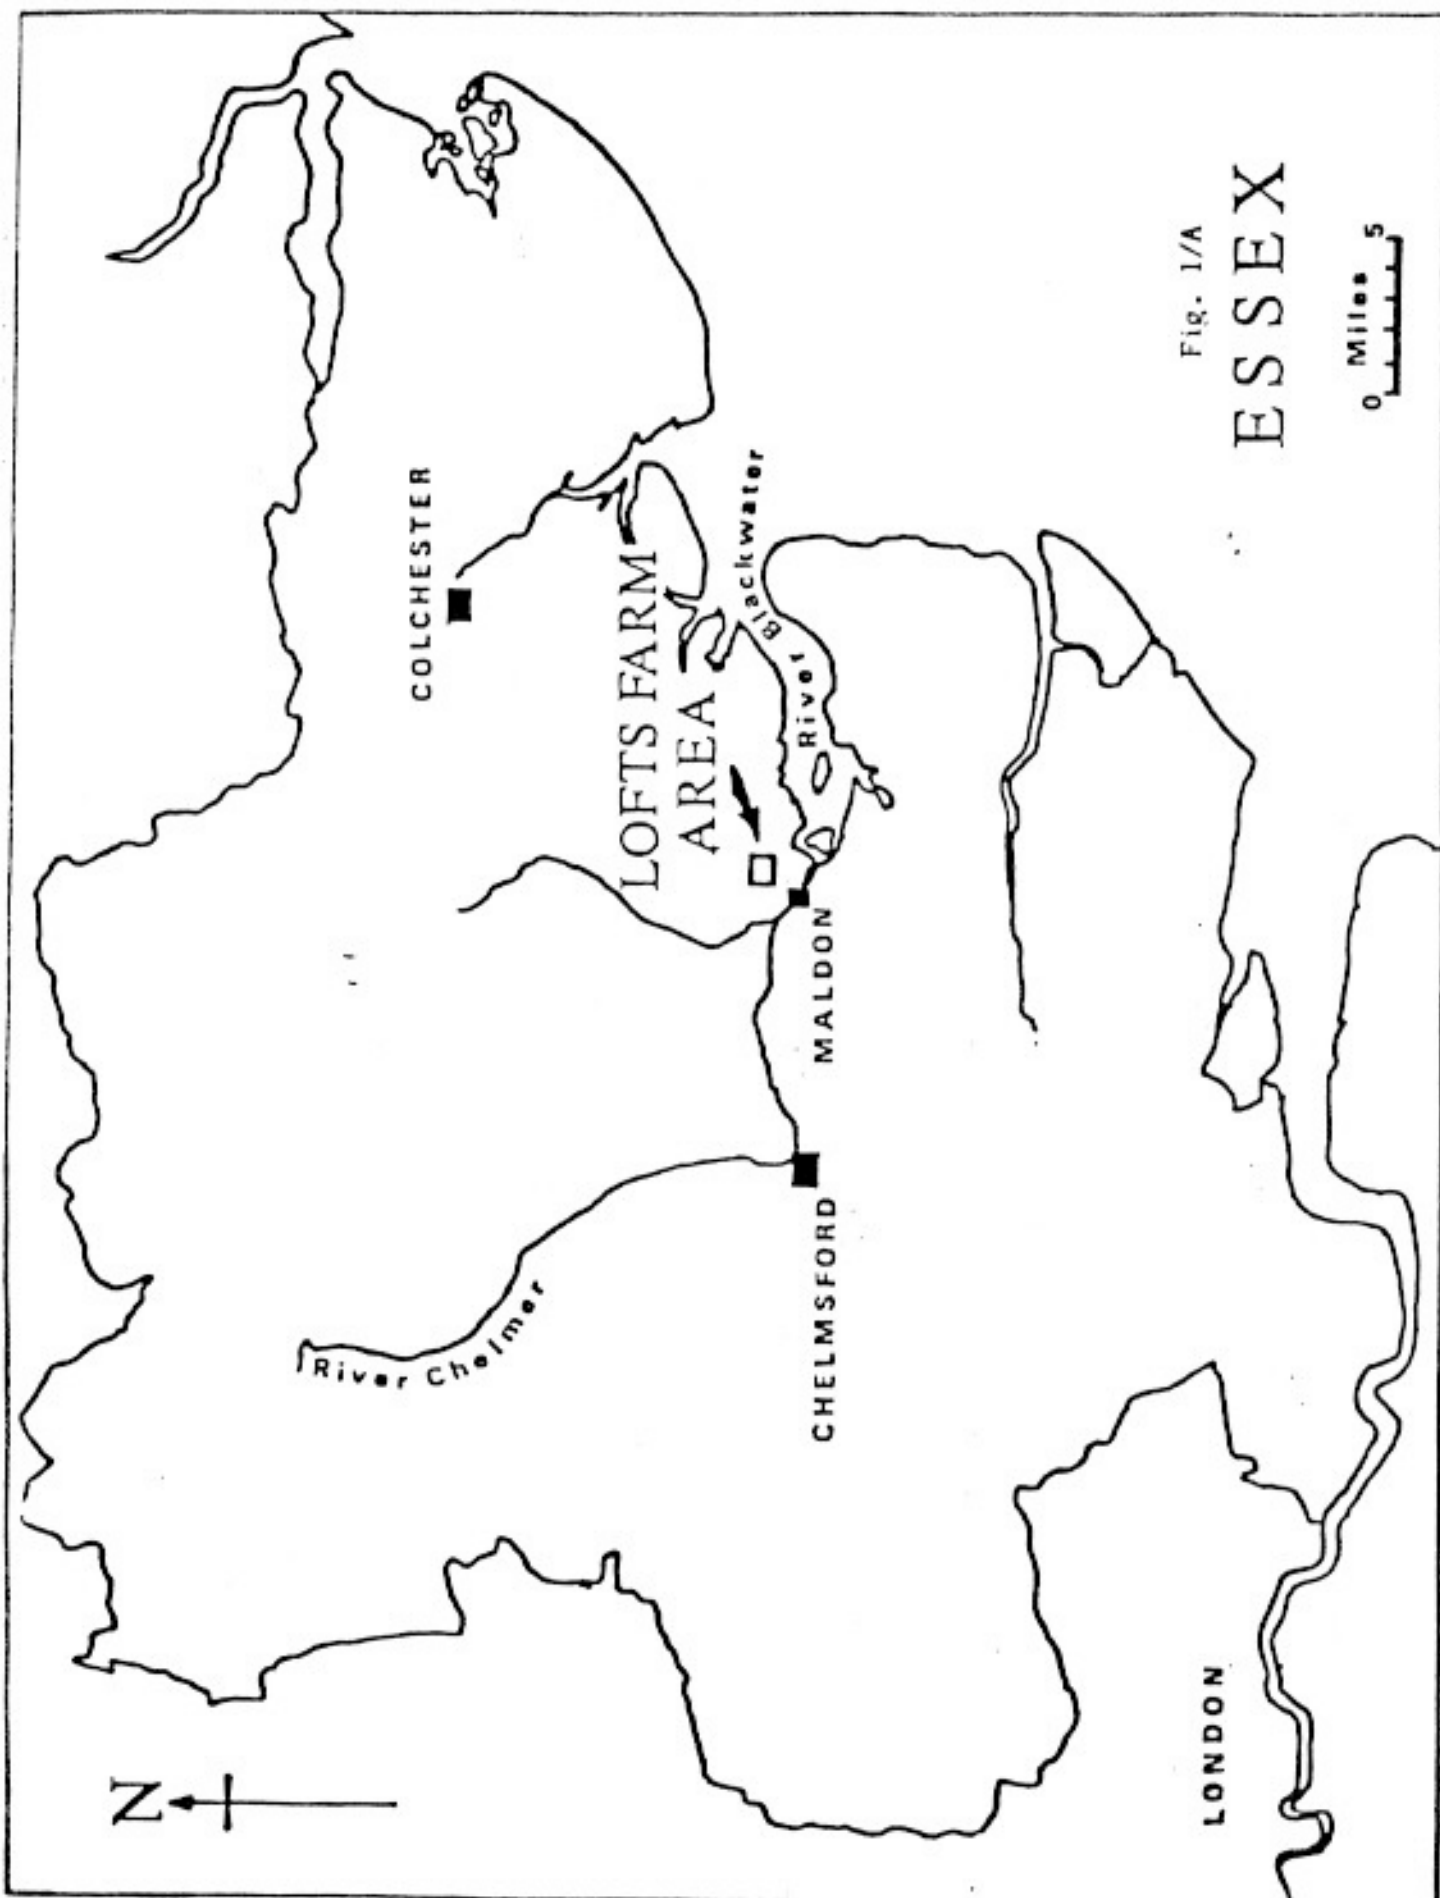 N
River Chelmer
COLCHESTER
LOFTS FARM
AREA
River Blackwater
MALDON
CHELMSFORD
LONDON
Fig. 1/A
ESSEX
0 Miles 5